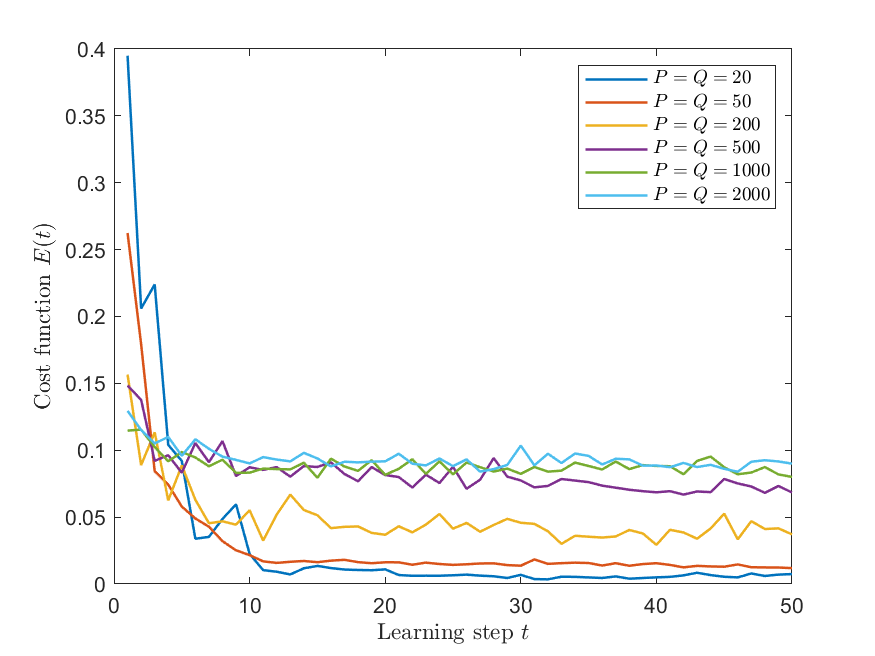 0.4
0.35
0.3
0.25
0.2
0.15
0.1
0.05
0
Cost function E(t)
P = Q = 20
P = Q = 50
P = Q = 200
P = Q = 500
P = Q = 1000
P = Q = 2000
0 10 20 30 40 50
Learning step t